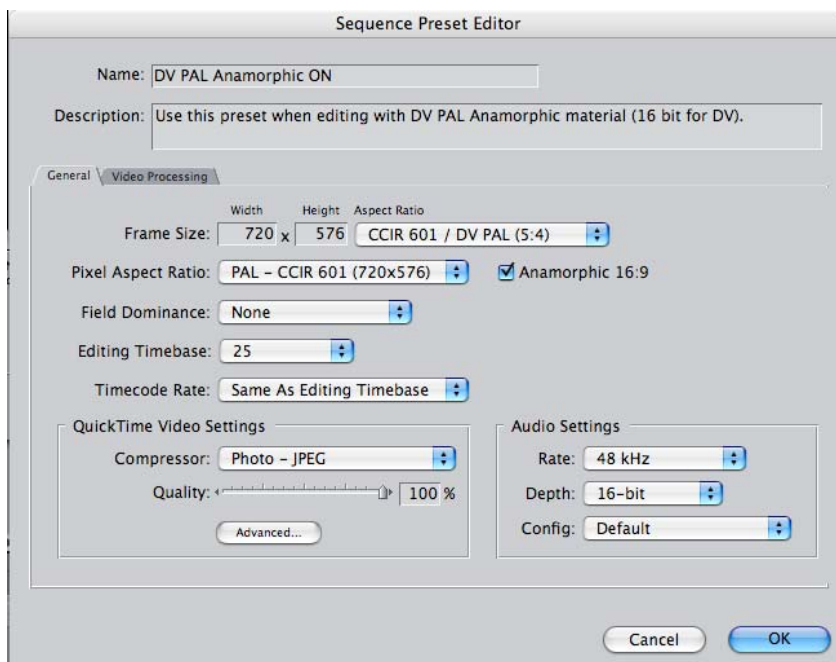 Sequence Preset Editor
Name: DV PAL Anamorphic ON
Description: Use this preset when editing with DV PAL Anamorphic material (16 bit for DV).
General Video Processing
Width Height Aspect Ratio
Frame Size: 720 x 576 CCIR 601 / DV PAL (5:4)
Pixel Aspect Ratio: PAL – CCIR 601 (720x576) Anamorphic 16:9
Field Dominance: None
Editing Timebase: 25
Timecode Rate: Same As Editing Timebase
QuickTime Video Settings
Compressor: Photo – JPEG
Quality: 100 %
Advanced...
Audio Settings
Rate: 48 kHz
Depth: 16-bit
Config: Default
Cancel OK